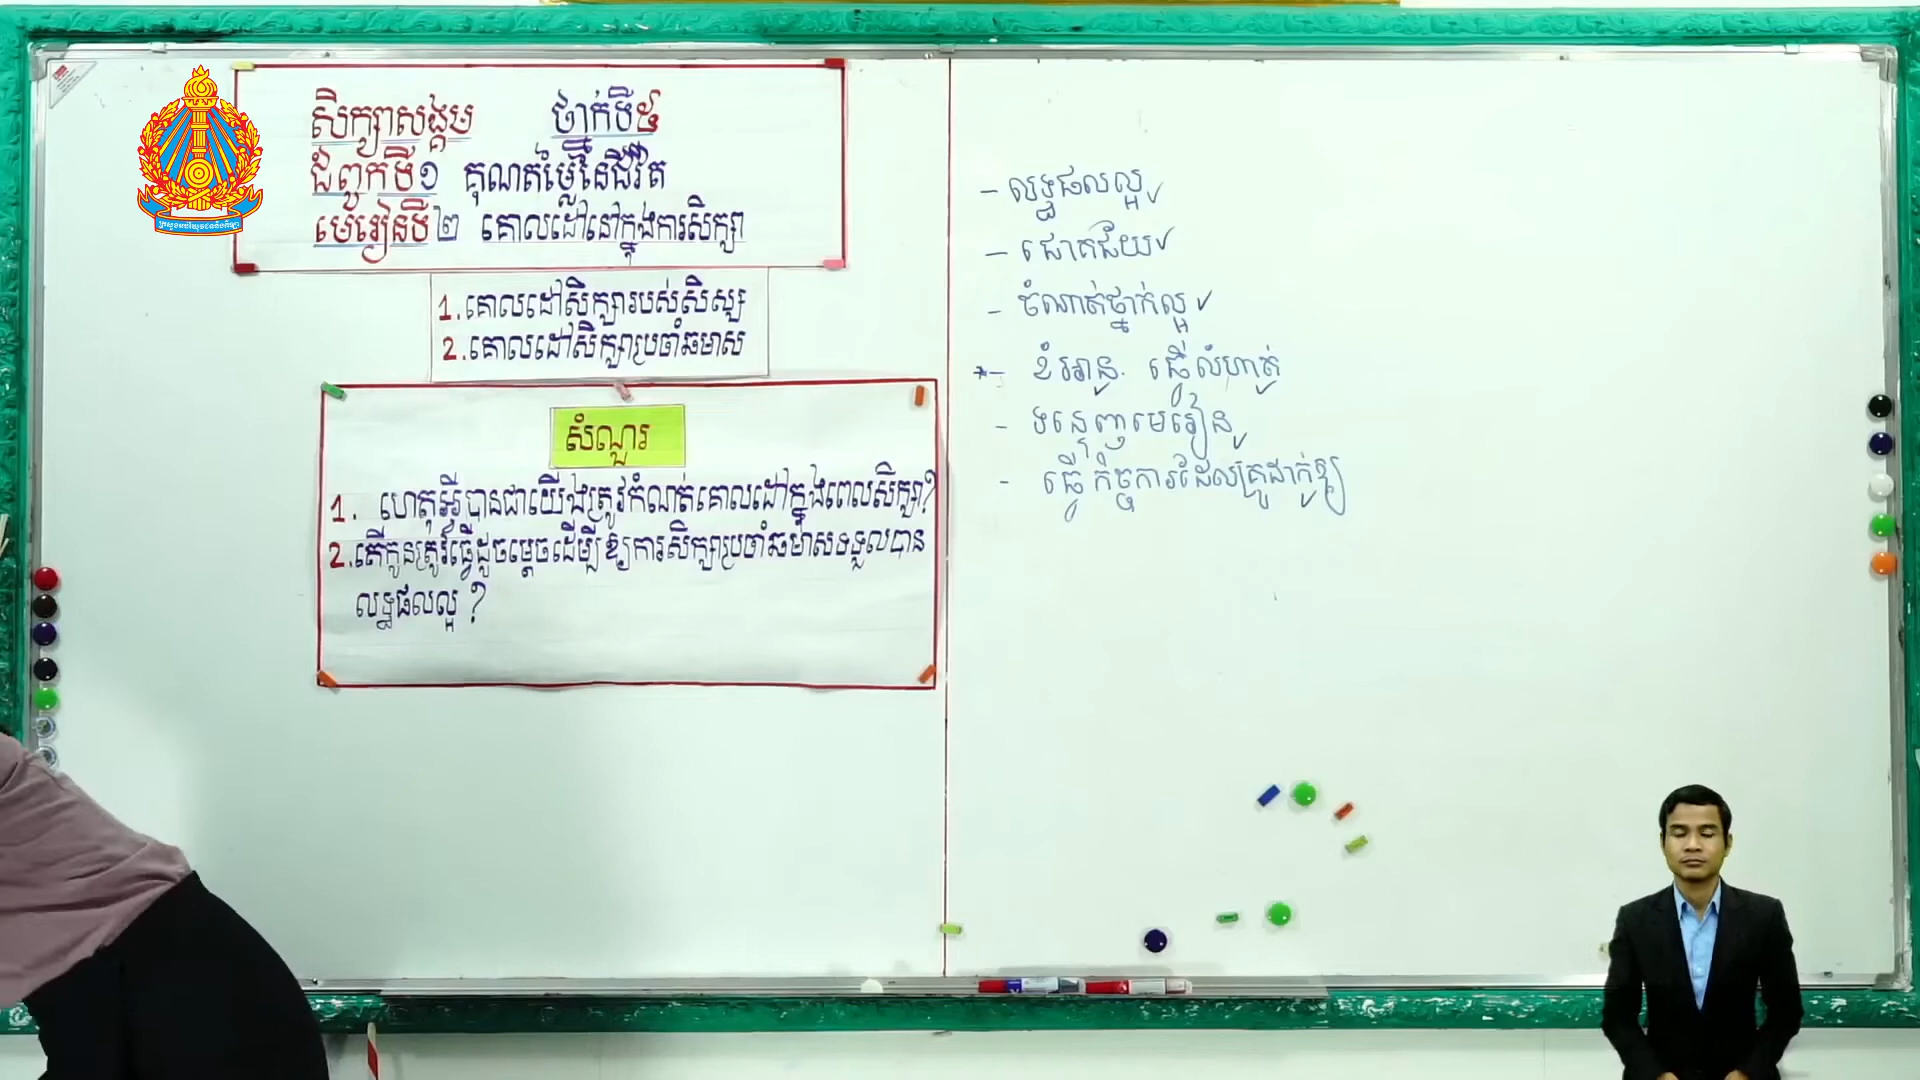 សិក្សាសង្គម ថ្នាក់ទី៥
ជំពូកទី១ គុណតម្លៃនៃជីវិត
មេរៀនទី២ គោលដៅនៅក្នុងការសិក្សា
1.គោលដៅសិក្សារបស់សិស្ស
2.គោលដៅសិក្សាប្រចាំឆមាស
សំណួរ
1. ហេតុអ្វីបានជាយើងត្រូវកំណត់គោលដៅក្នុងពេលសិក្សា?
2.តើកូនត្រូវធ្វើដូចម្ដេចដើម្បីឱ្យការសិក្សាប្រចាំឆមាសទទួលបាន
លទ្ធផលល្អ ?
- លទ្ធផលល្អ
- ជោគជ័យ
- ចំណាត់ថ្នាក់ល្អ
- ខំអាន ធ្វើលំហាត់
- ទន្ទេញមេរៀន
- ធ្វើកិច្ចការដែលគ្រូដាក់ឱ្យ